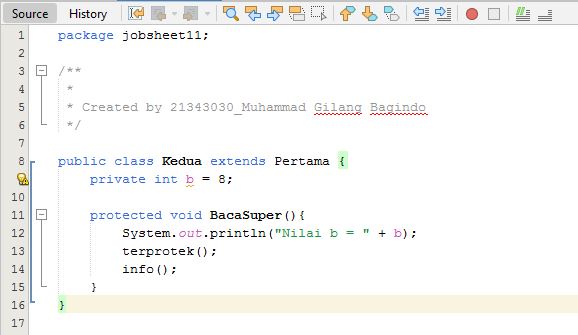 Source History
1 package jobsheet11;
2
3 /**
4 *
5 * Created by 21343030_Muhammad Gilang Bagindo
6 */
7
8 public class Kedua extends Pertama {
private int b = 8;
10
11 protected void BacaSuper(){
12 System.out.println("Nilai b = " + b);
13 terprotek();
14 info();
15 }
16 }
17